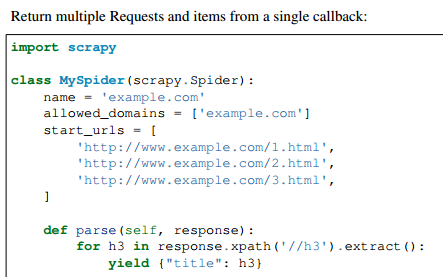 Return multiple Requests and items from a single callback:
import scrapy
class MySpider(scrapy.Spider):
    name = 'example.com'
    allowed_domains = ['example.com']
    start_urls = [
        'http://www.example.com/1.html',
        'http://www.example.com/2.html',
        'http://www.example.com/3.html',
    ]
    def parse(self, response):
        for h3 in response.xpath('//h3').extract():
            yield {"title": h3}